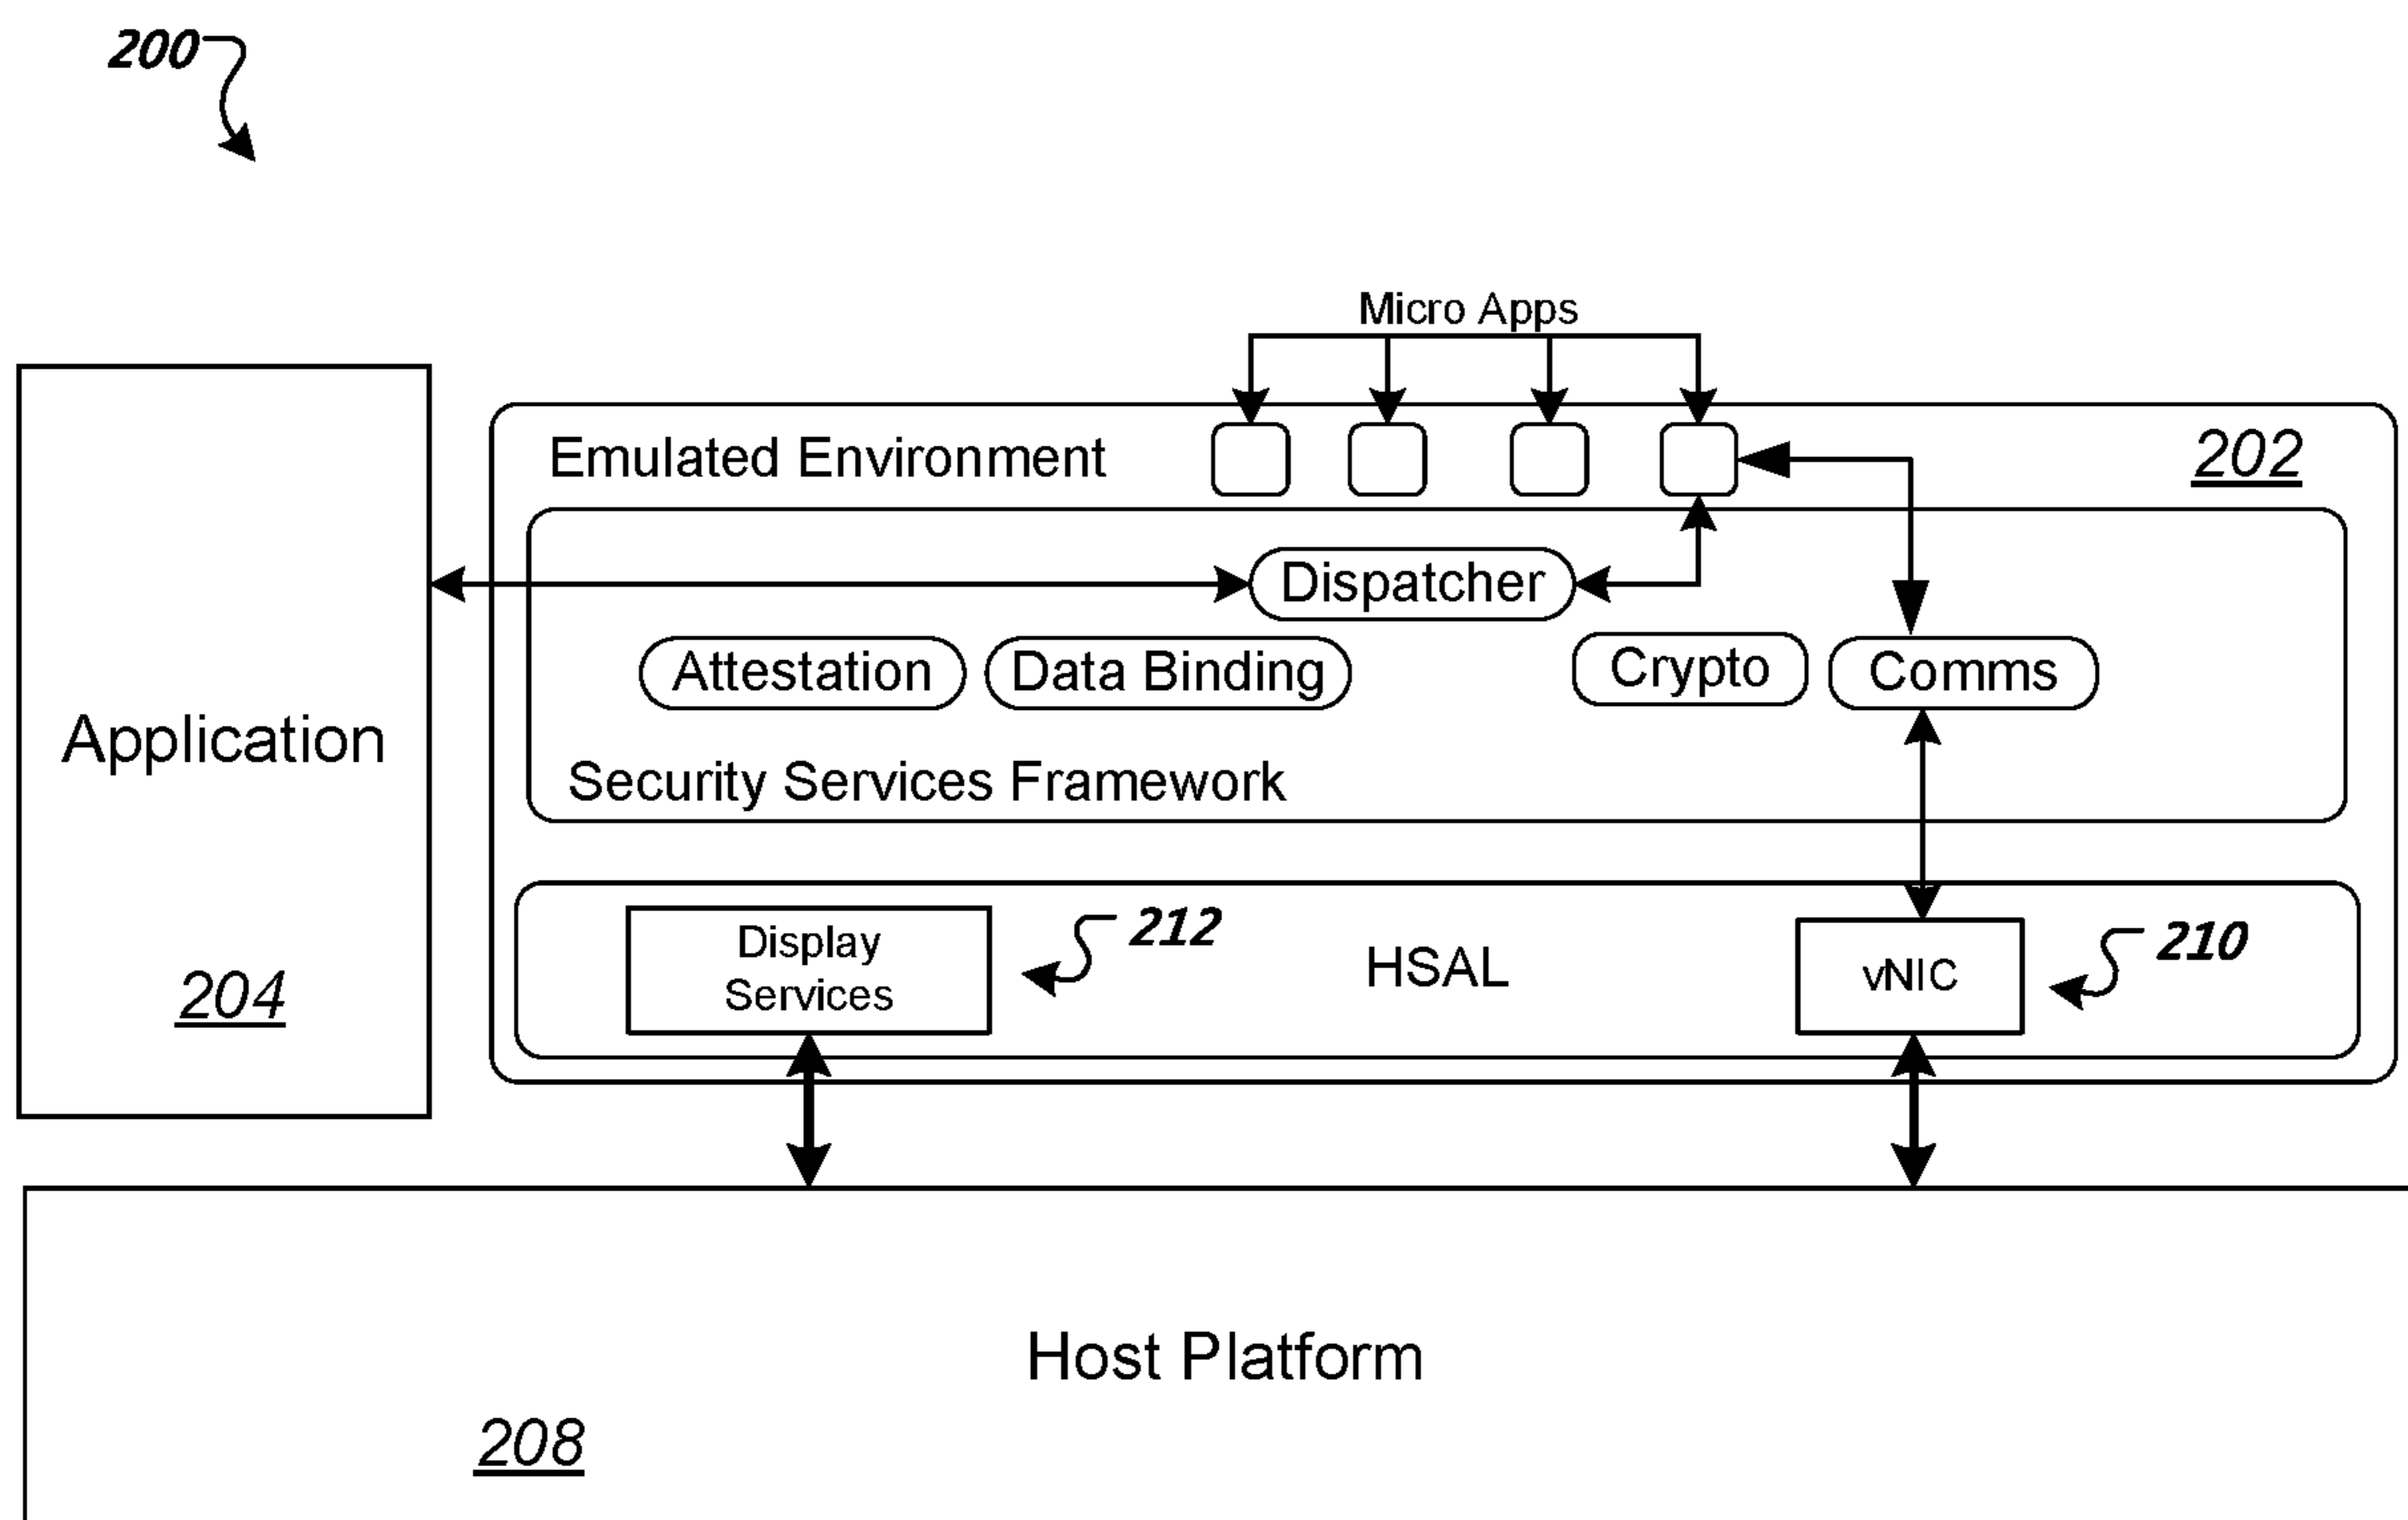 200
Micro Apps
Emulated Environment
202
Dispatcher
Attestation
Data Binding
Crypto
Comms
Application
Security Services Framework
204
Display
Services
212
HSAL
vNIC
210
Host Platform
208